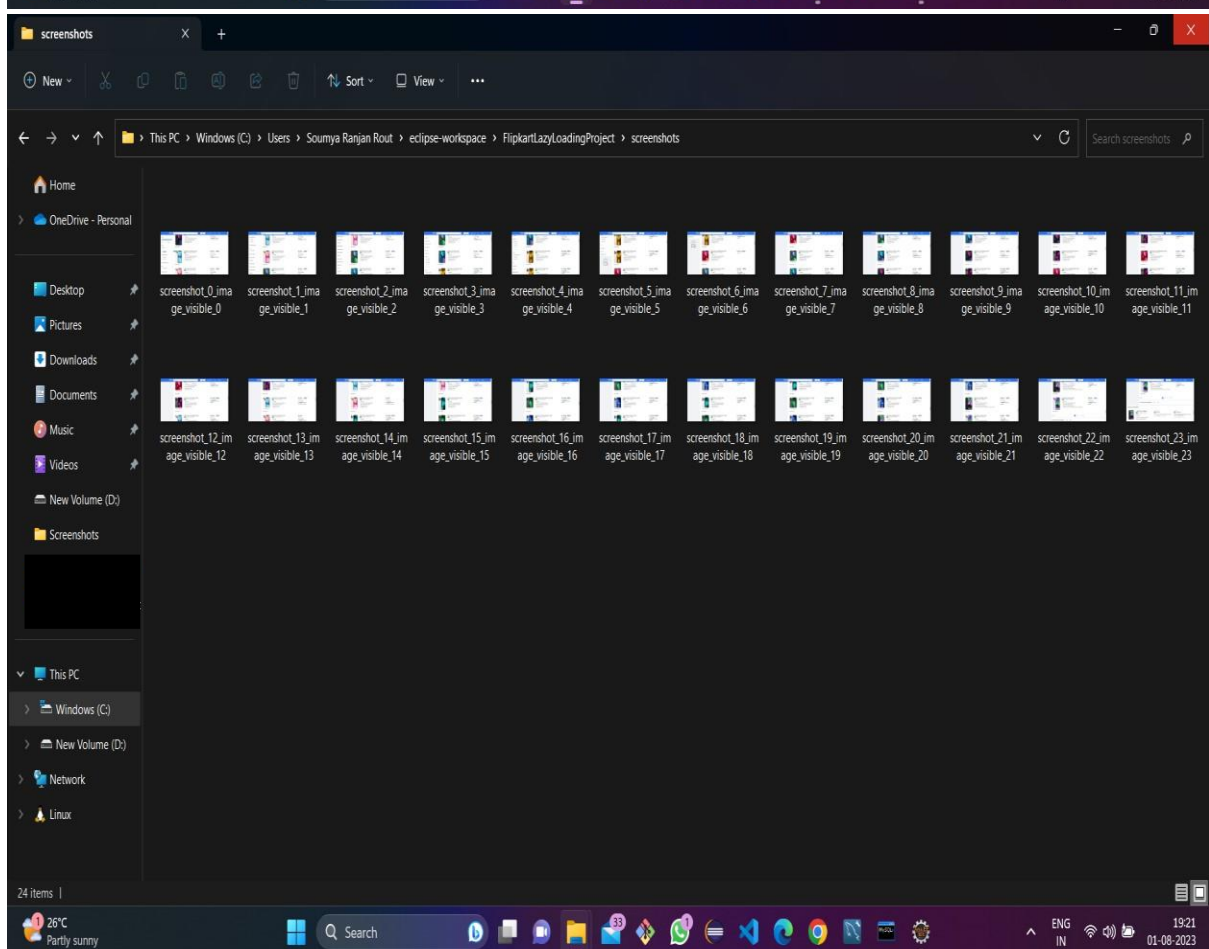 screenshots
New
Sort
View
This PC > Windows (C:) > Users > Soumya Ranjan Rout > eclipse-workspace > FlipkartLazyLoadingProject > screenshots
Search screenshots
Home
OneDrive - Personal
Desktop
Pictures
Downloads
Documents
Music
Videos
New Volume (D:)
Screenshots
This PC
Windows (C:)
New Volume (D:)
Network
Linux
screenshot_0_ima screenshot_1_ima screenshot_2_ima screenshot_3_ima screenshot_4_ima screenshot_5_ima screenshot_6_ima screenshot_7_ima screenshot_8_ima screenshot_9_ima screenshot_10_im screenshot_11_im
ge_visible_0 ge_visible_1 ge_visible_2 ge_visible_3 ge_visible_4 ge_visible_5 ge_visible_6 ge_visible_7 ge_visible_8 ge_visible_9 age_visible_10 age_visible_11
screenshot_12_im screenshot_13_im screenshot_14_im screenshot_15_im screenshot_16_im screenshot_17_im screenshot_18_im screenshot_19_im screenshot_20_im screenshot_21_im screenshot_22_im screenshot_23_im
age_visible_12 age_visible_13 age_visible_14 age_visible_15 age_visible_16 age_visible_17 age_visible_18 age_visible_19 age_visible_20 age_visible_21 age_visible_22 age_visible_23
24 items
1
26°C
Partly sunny
Search
33
1
ENG
IN
19:21
01-08-2023